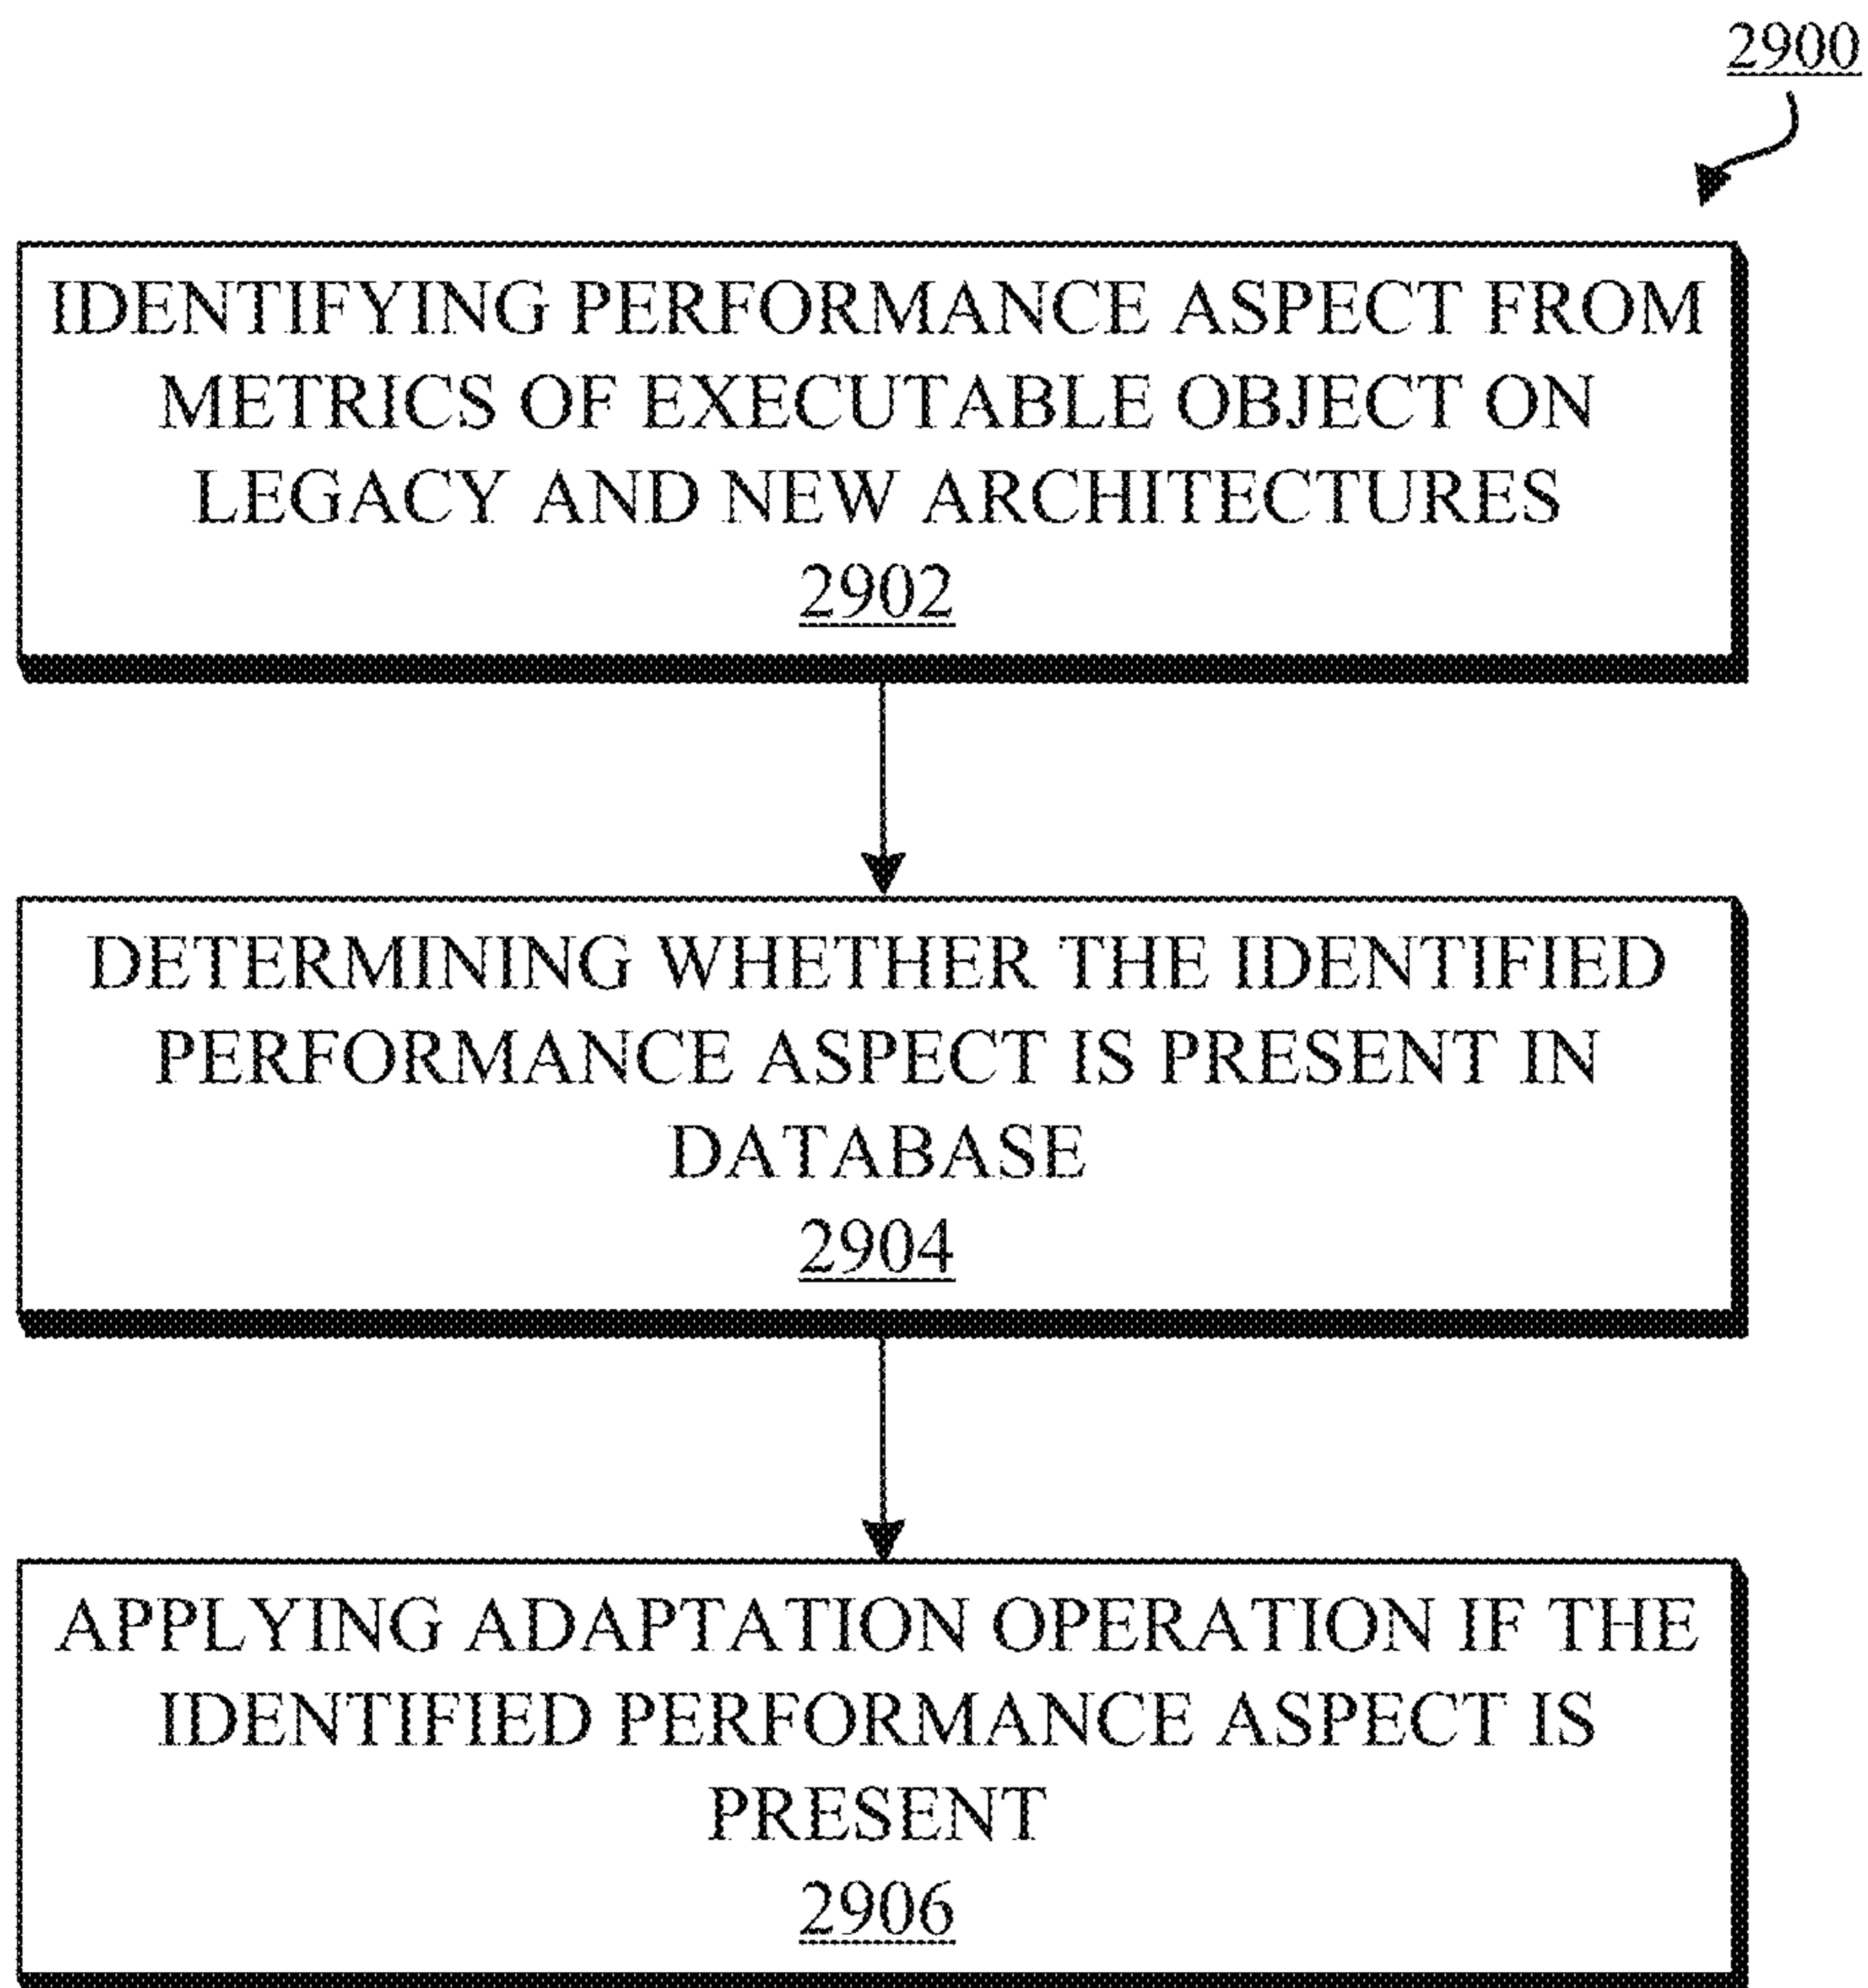 2900
IDENTIFYING PERFORMANCE ASPECT FROM
METRICS OF EXECUTABLE OBJECT ON
LEGACY AND NEW ARCHITECTURES
2902
DETERMINING WHETHER THE IDENTIFIED
PERFORMANCE ASPECT IS PRESENT IN
DATABASE
2904
APPLYING ADAPTATION OPERATION IF THE
IDENTIFIED PERFORMANCE ASPECT IS
PRESENT
2906